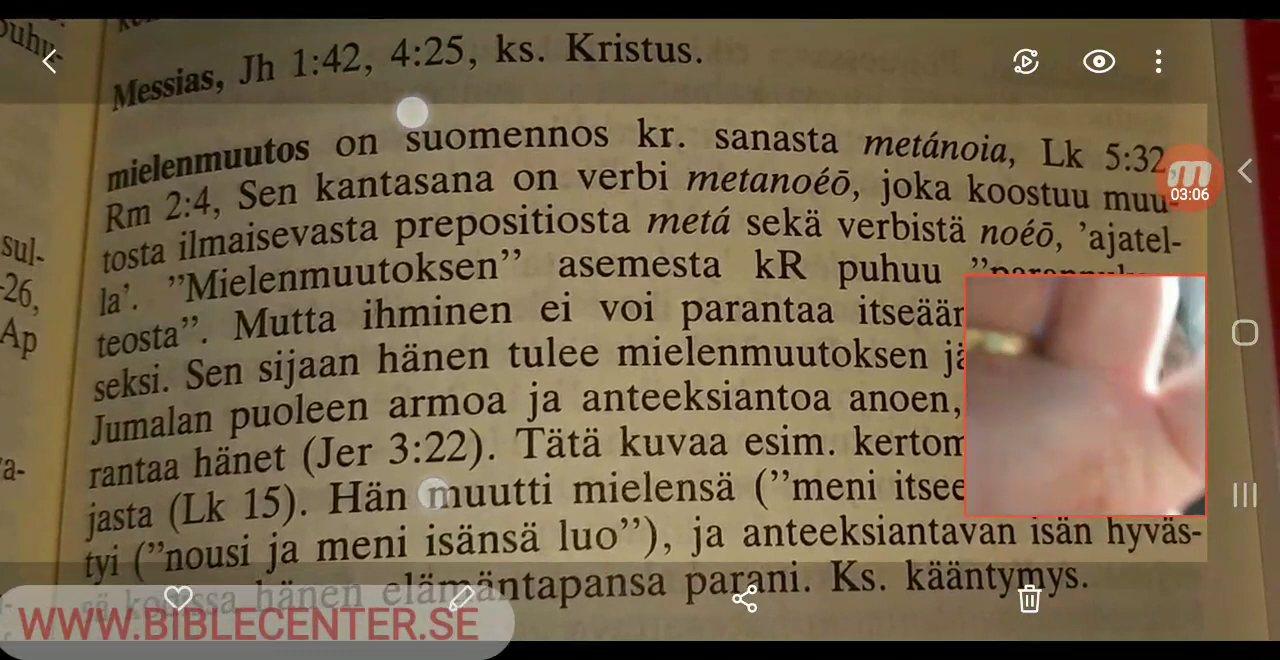 Messias, Jh 1:42, 4:25, ks. Kristus.
mielenmuutos on suomennos kr. sanasta metánoia, Lk 5:32,
Rm 2:4, Sen kantasana on verbi metanoéō, joka koostuu muu-
tosta ilmaisevasta prepositiosta metá sekä verbistä noéō, ’ajatel-
la’. ”Mielenmuutoksen” asemesta kR puhuu
teosta”. Mutta ihminen ei voi parantaa
seksi. Sen sijaan hänen tulee mielenmuutoksen
Jumalan puoleen armoa ja anteeksiantoa anoen,
rantaa hänet (Jer 3:22). Tätä kuvaa esim.
jasta (Lk 15). Hän muutti mielensä (”meni
tyi (”nousi ja meni isänsä luo”), ja anteeksiantavan isän hyväs-
hänen elämäntapansa parani. Ks. kääntymys.
sul-
-26,
Ap
a-
03:06
WWW.BIBLECENTER.SE